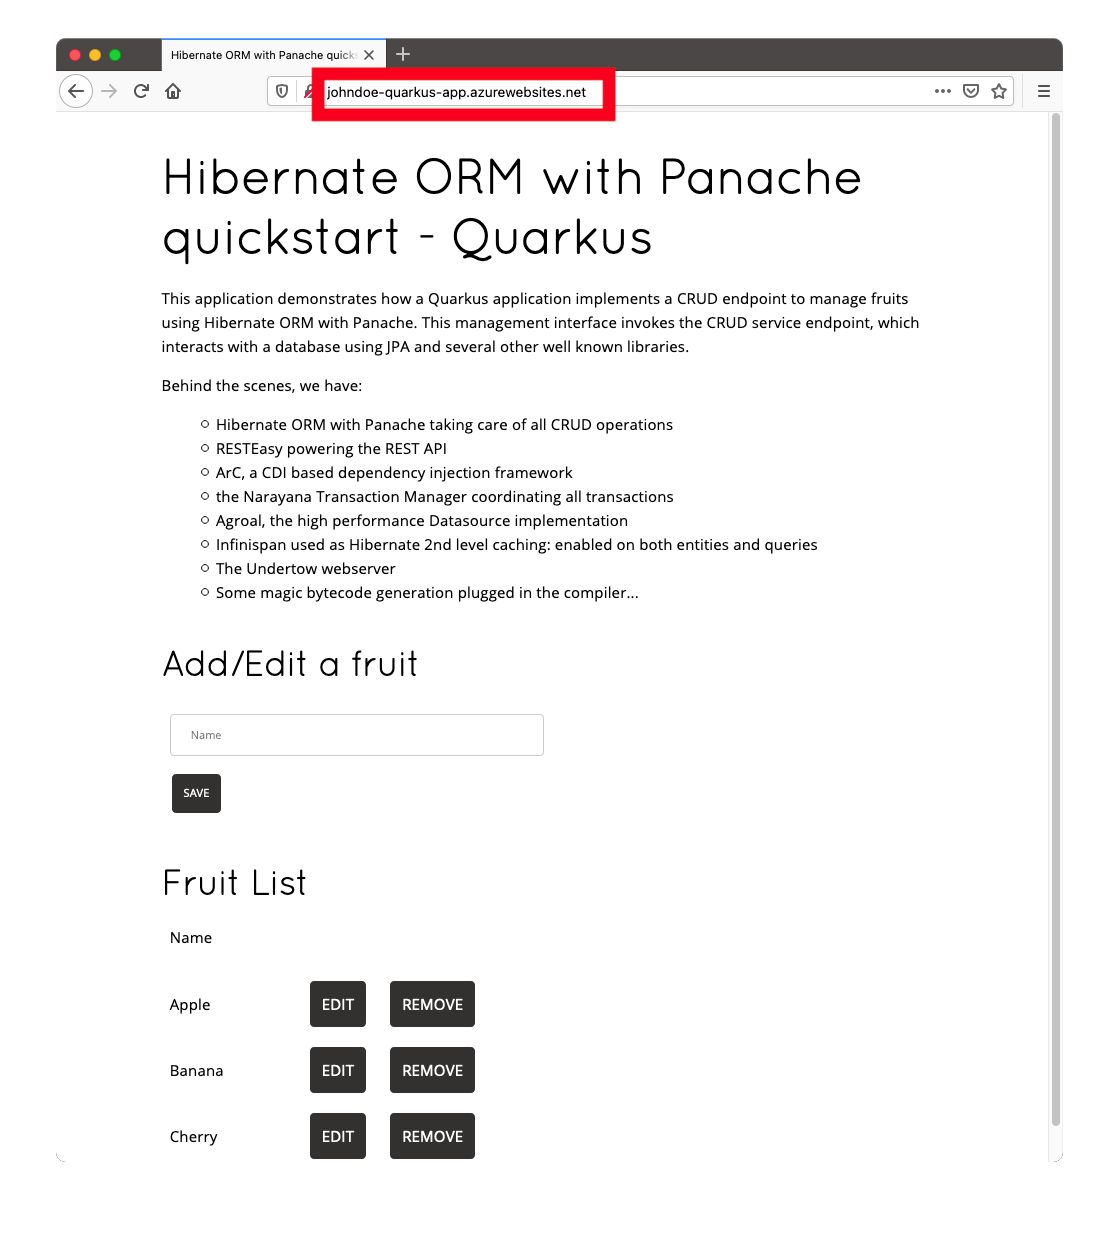 Hibernate ORM with Panache quicks
johndoe-quarkus-app.azurewebsites.net
Hibernate ORM with Panache
quickstart - Quarkus
This application demonstrates how a Quarkus application implements a CRUD endpoint to manage fruits
using Hibernate ORM with Panache. This management interface invokes the CRUD service endpoint, which
interacts with a database using JPA and several other well known libraries.
Behind the scenes, we have:
Hibernate ORM with Panache taking care of all CRUD operations
RESTEasy powering the REST API
ArC, a CDI based dependency injection framework
the Narayana Transaction Manager coordinating all transactions
Agroal, the high performance Datasource implementation
Infinispan used as Hibernate 2nd level caching: enabled on both entities and queries
The Undertow webserver
Some magic bytecode generation plugged in the compiler...
Add/Edit a fruit
Name
SAVE
Fruit List
Name
Apple EDIT REMOVE
Banana EDIT REMOVE
Cherry EDIT REMOVE